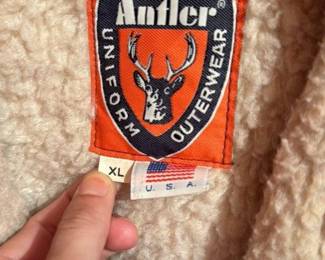 Antler®
UNIFORM
OUTERWEAR
XL
U.S.A.